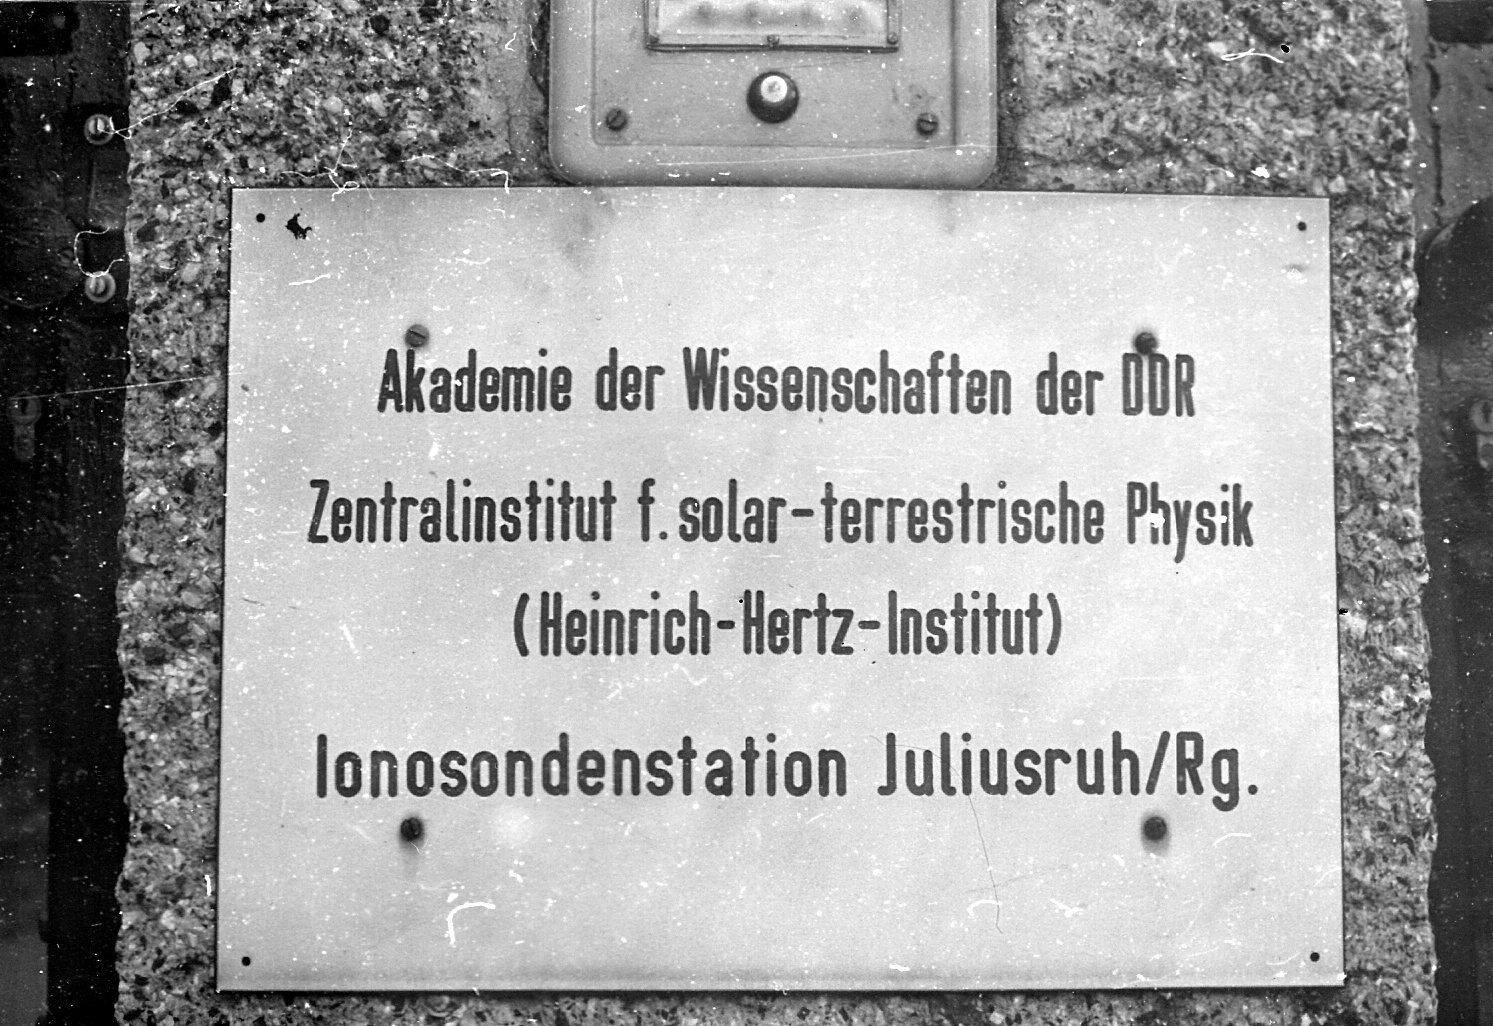 Akademie der Wissenschaften der DDR
Zentralinstitut f. solar-terrestrische Physik
(Heinrich-Hertz-Institut)
Ionosondenstation Juliusruh/Rg.